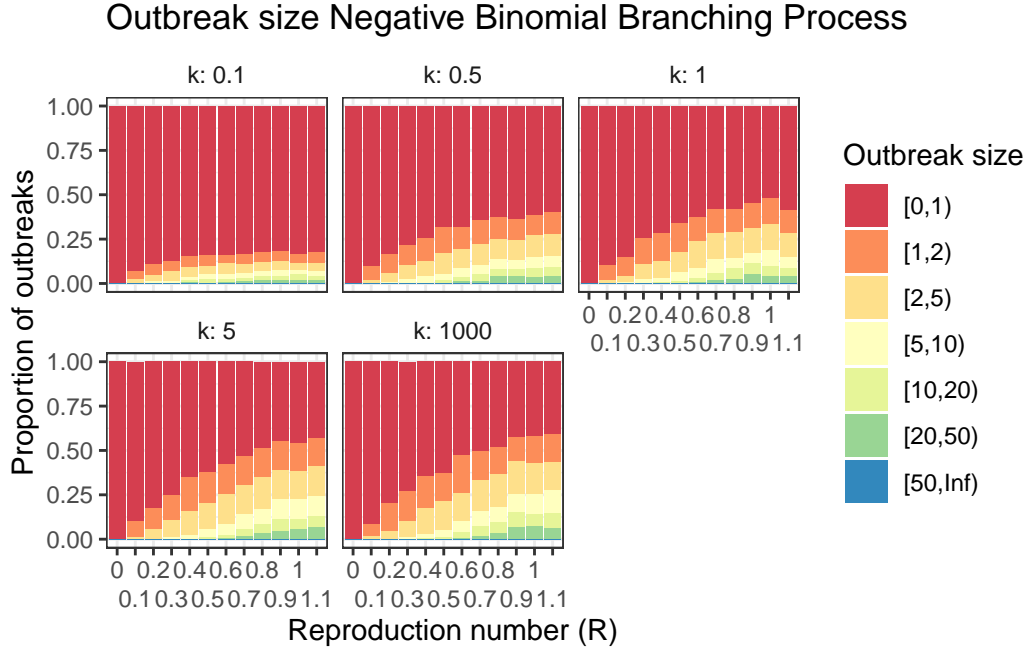 Outbreak size Negative Binomial Branching Process
k: 0.1
k: 0.5
k: 1
1.00
0.75
0.50
0.25
0.00
0 0.2 0.4 0.6 0.8 1
0.1 0.3 0.5 0.7 0.9 1.1
k: 5
k: 1000
1.00
0.75
0.50
0.25
0.00
0 0.2 0.4 0.6 0.8 1
0.1 0.3 0.5 0.7 0.9 1.1
0 0.2 0.4 0.6 0.8 1
0.1 0.3 0.5 0.7 0.9 1.1
Proportion of outbreaks
Reproduction number (R)
Outbreak size
[0,1)
[1,2)
[2,5)
[5,10)
[10,20)
[20,50)
[50,Inf)